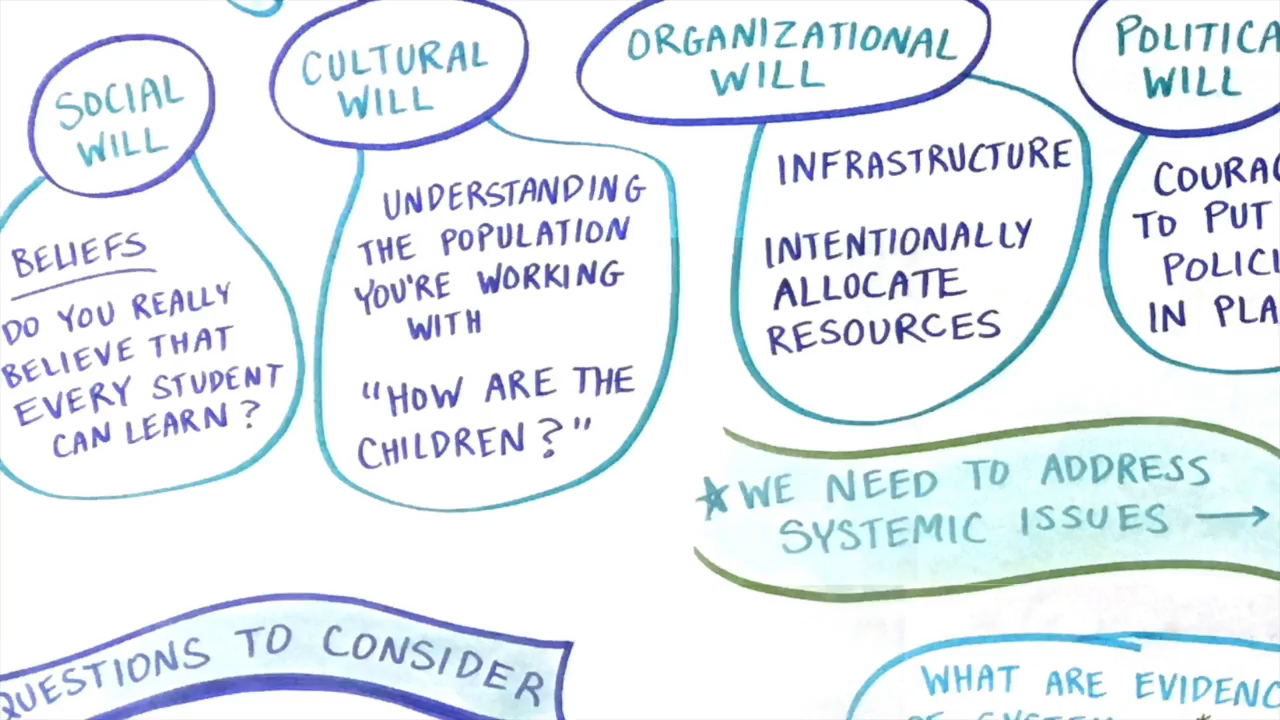 SOCIAL
WILL
BELIEFS
DO YOU REALLY
BELIEVE THAT
EVERY STUDENT
CAN LEARN?
CULTURAL
WILL
UNDERSTANDING
THE POPULATION
YOU'RE WORKING
WITH
"HOW ARE THE
CHILDREN?"
ORGANIZATIONAL
WILL
INFRASTRUCTURE
INTENTIONALLY
ALLOCATE
RESOURCES
POLITICA
WILL
COURAG
TO PUT
POLICI
IN PLA
★WE NEED TO ADDRESS
SYSTEMIC ISSUES →
QUESTIONS TO CONSIDER
WHAT ARE EVIDENC